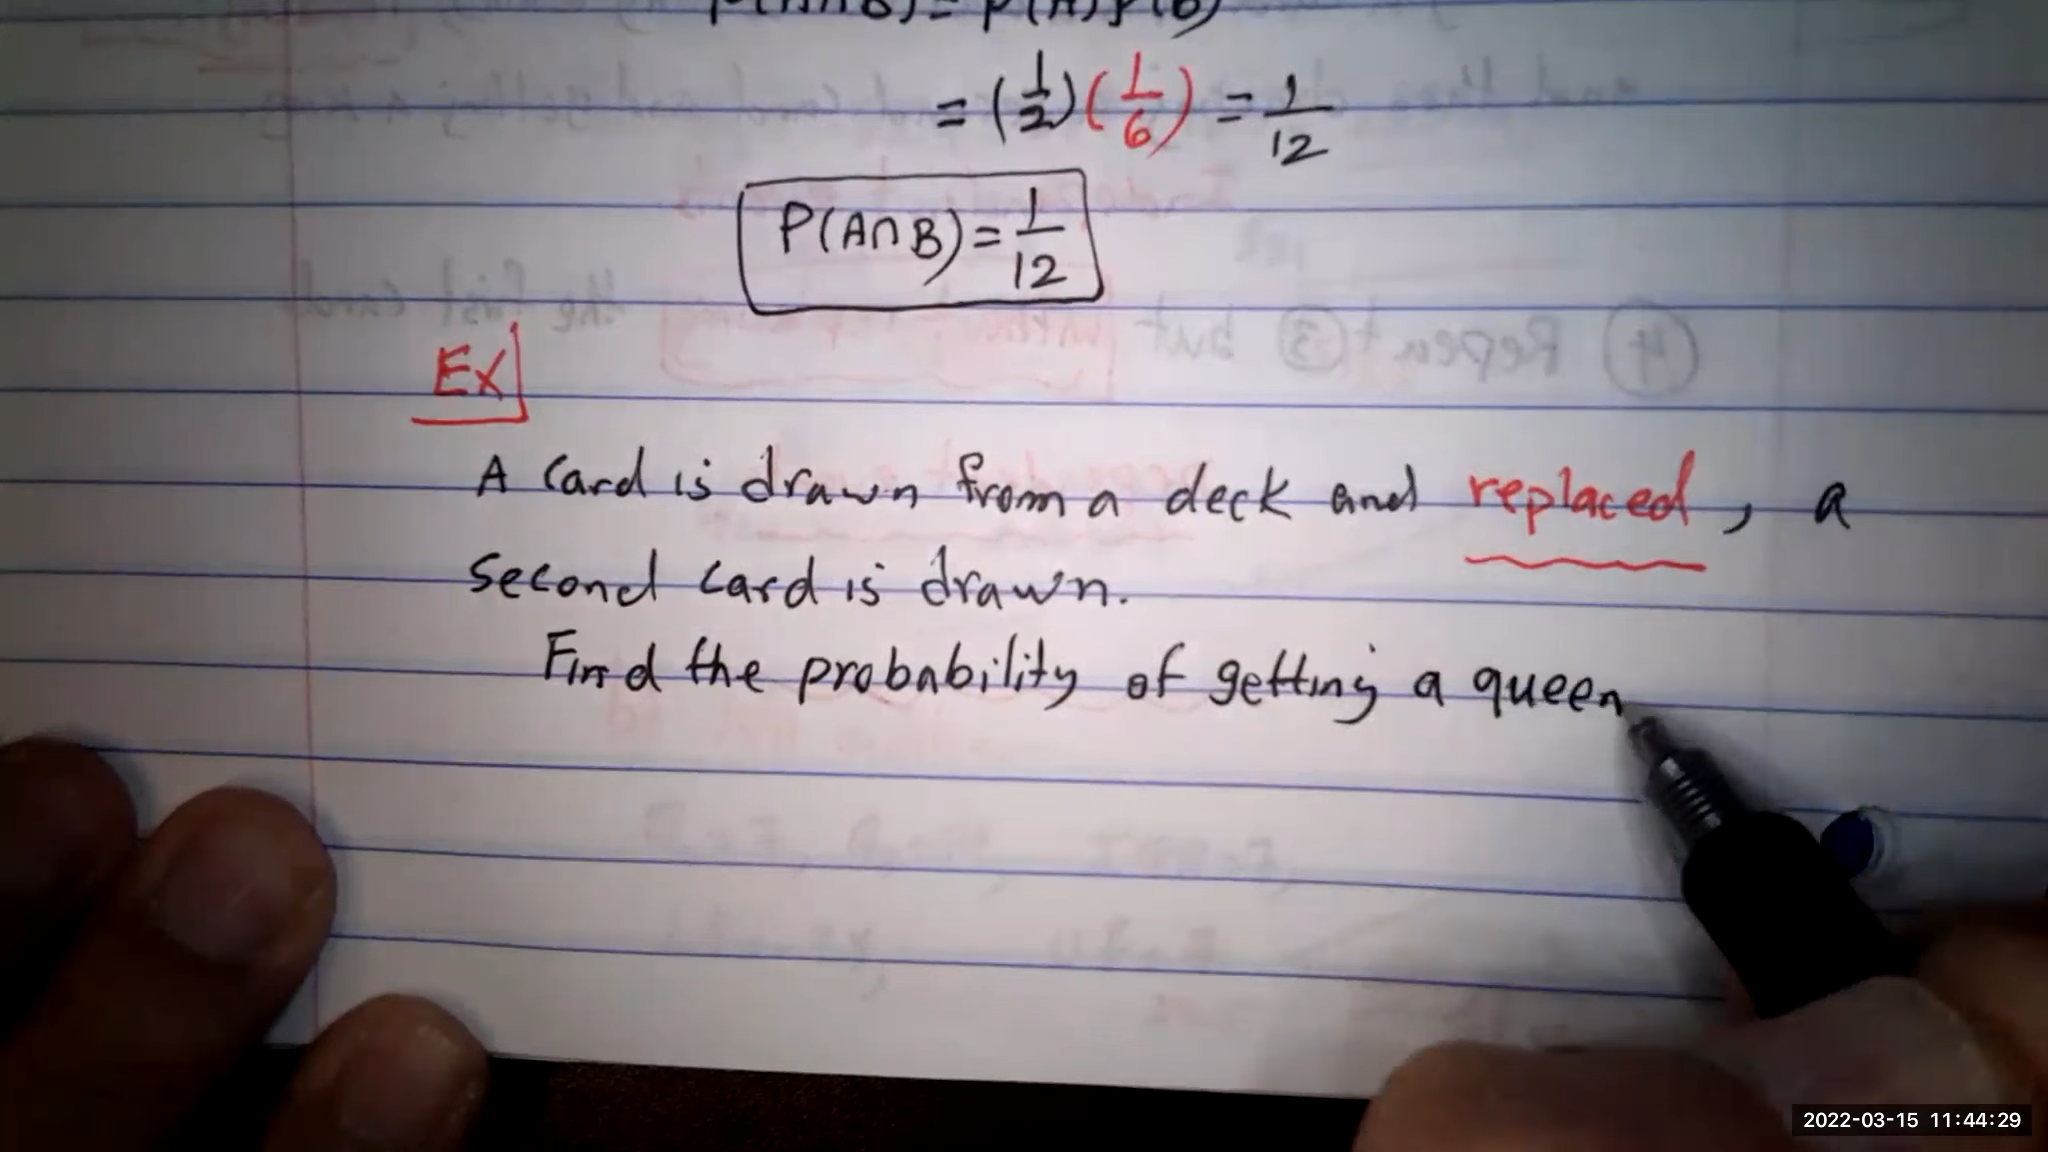 P(A∩B) = P(A)P(B)
= (1/2)(1/6) = 1/12
P(A∩B) = 1/12
Ex
A card is drawn from a deck and replaced, a
second card is drawn.
Find the probability of getting a queen
2022-03-15 11:44:29